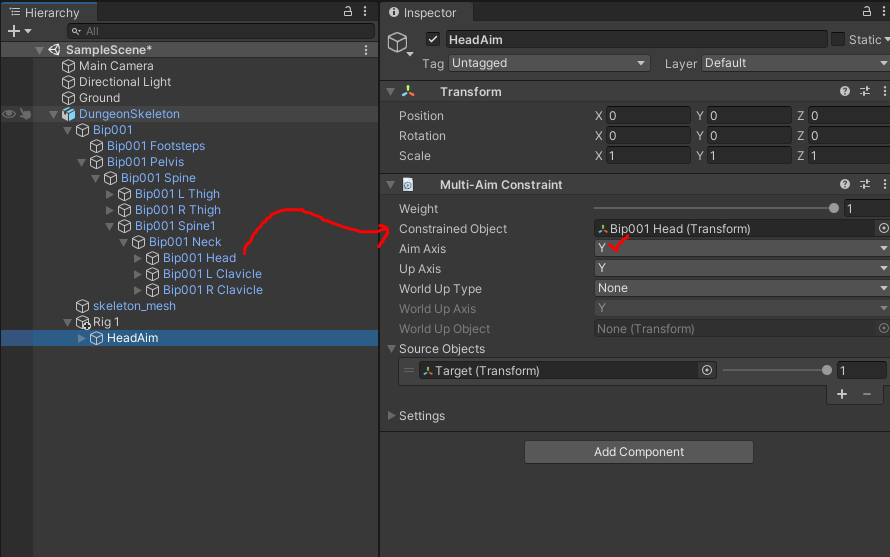 Hierarchy
All
SampleScene*
Main Camera
Directional Light
Ground
DungeonSkeleton
Bip001
Bip001 Footsteps
Bip001 Pelvis
Bip001 Spine
Bip001 L Thigh
Bip001 R Thigh
Bip001 Spine1
Bip001 Neck
Bip001 Head
Bip001 L Clavicle
Bip001 R Clavicle
skeleton_mesh
Rig 1
HeadAim
Inspector
HeadAim Static
Tag Untagged Layer Default
Transform
Position X 0 Y 0 Z 0
Rotation X 0 Y 0 Z 0
Scale X 1 Y 1 Z 1
Multi-Aim Constraint
Weight 1
Constrained Object Bip001 Head (Transform)
Aim Axis Y
Up Axis Y
World Up Type None
World Up Axis Y
World Up Object None (Transform)
Source Objects
Target (Transform) 1
Settings
Add Component